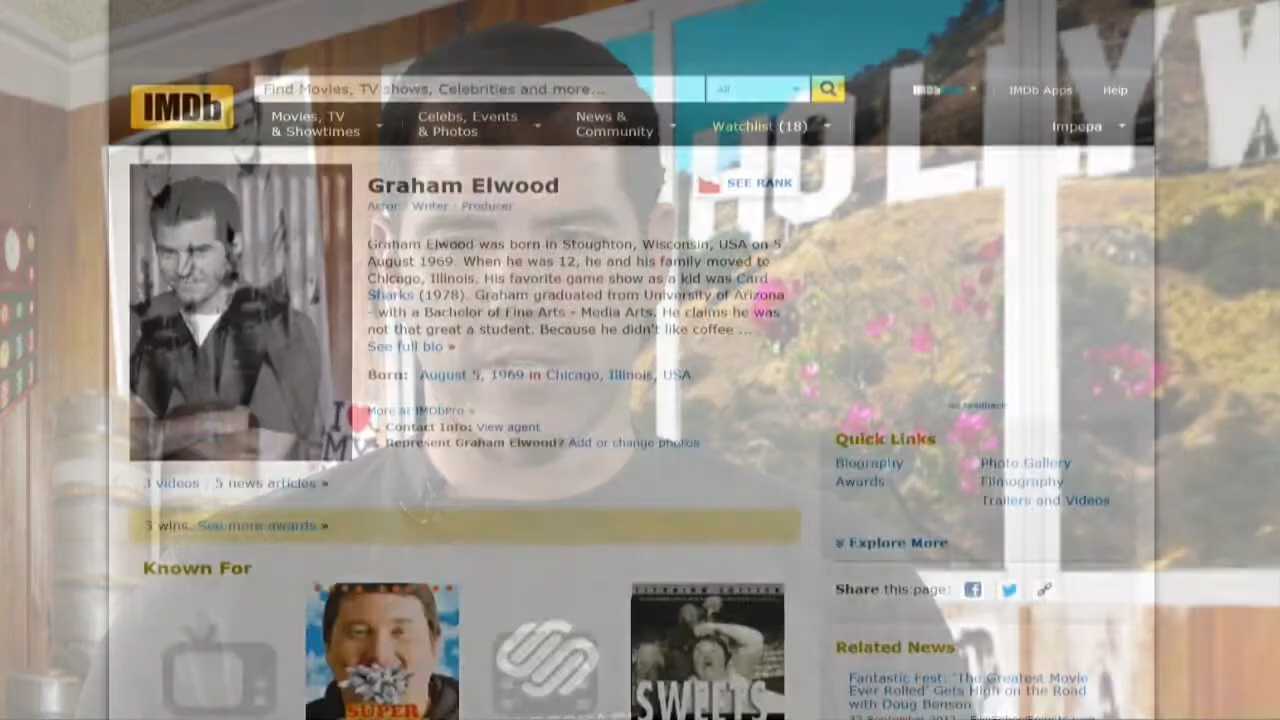 HOLLYW
IMDb
Find Movies, TV shows, Celebrities and more...
All
IMDb Apps
Help
Movies, TV
& Showtimes
Celebs, Events
& Photos
News &
Community
Watchlist (18)
Impopa
Graham Elwood
SEE RANK
Actor Writer Producer
Graham Elwood was born in Stoughton, Wisconsin, USA on 5
August 1969. When he was 12, he and his family moved to
Chicago, Illinois. His favorite game show as a kid was Card
Sharks (1978). Graham graduated from University of Arizona
- with a Bachelor of Fine Arts - Media Arts. He claims he was
not that great a student. Because he didn't like coffee ...
See full bio »
Born: August 5, 1969 in Chicago, Illinois, USA
More at IMDbPro »
Contact Info: View agent
Represent Graham Elwood? Add or change photos
I
MY
3 videos 5 news articles »
3 wins. See more awards »
Known For
SUPER
SWEETS
ad feedback
Quick Links
Biography
Photo Gallery
Awards
Filmography
Trailers and Videos
Explore More
Share this page:
Related News
Fantastic Fest: 'The Greatest Movie
Ever Rolled' Gets High on the Road
with Doug Benson